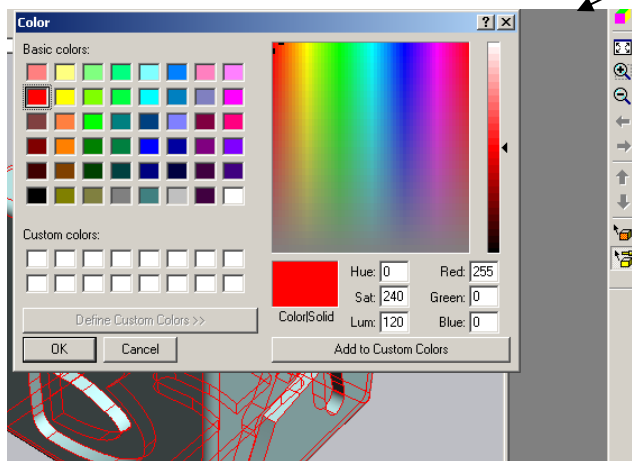 Color
Basic colors:
Custom colors:
Define Custom Colors >>
OK Cancel
Color|Solid
Hue: 0 Red: 255
Sat: 240 Green: 0
Lum: 120 Blue: 0
Add to Custom Colors